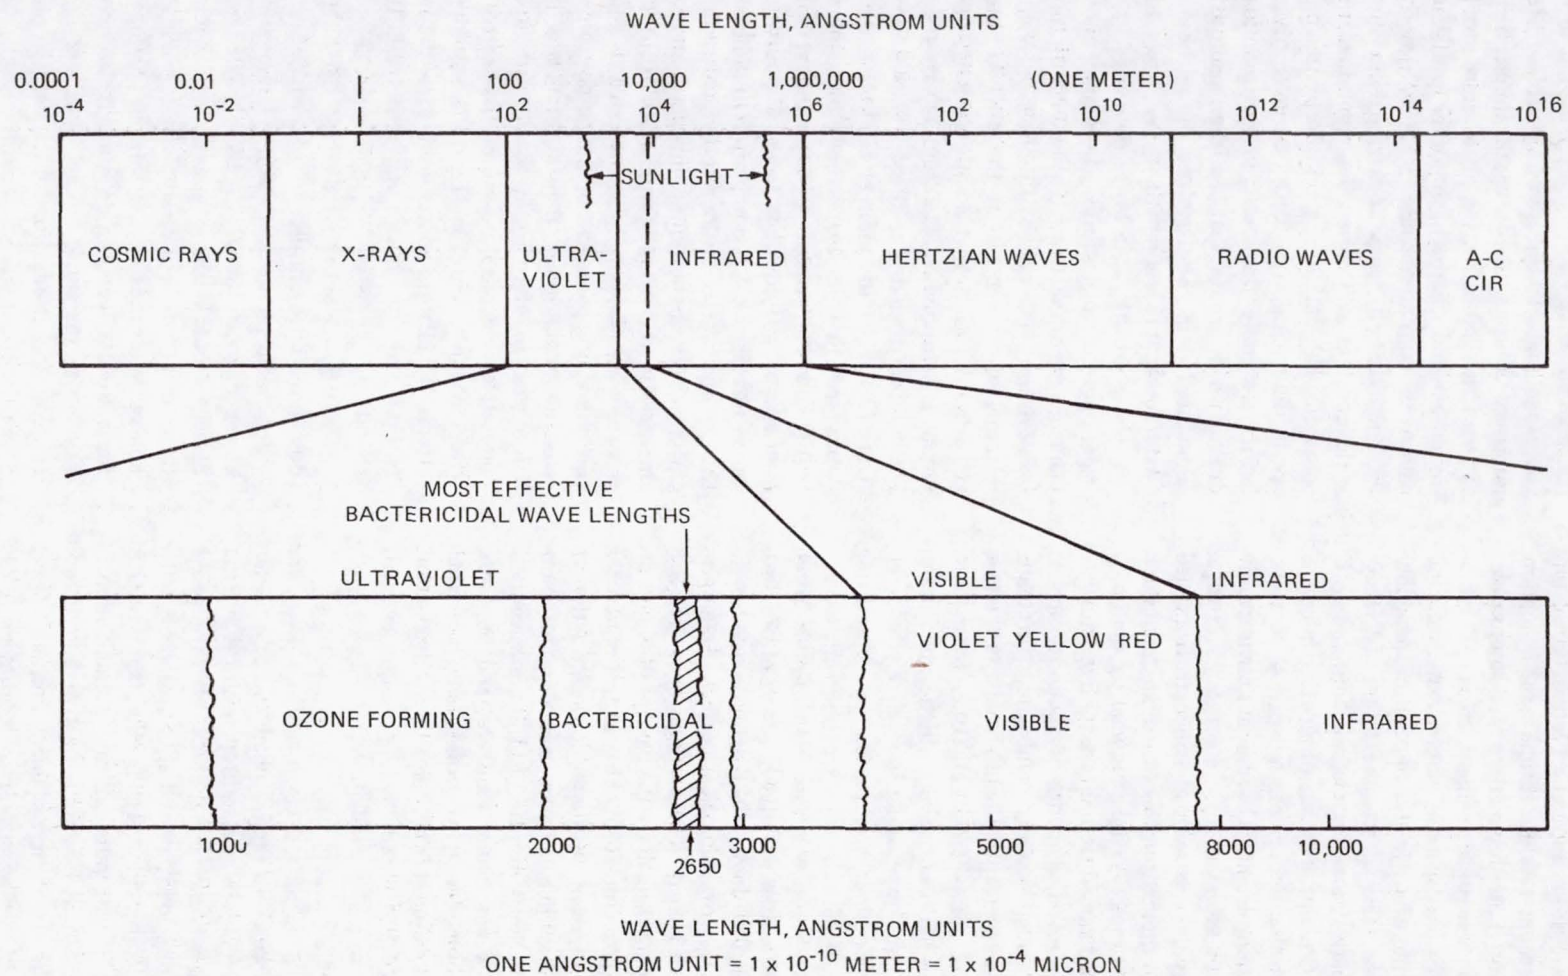 WAVE LENGTH, ANGSTROM UNITS
0.0001 0.01 100 10,000 1,000,000 (ONE METER)
10⁻⁴ 10⁻² 10² 10⁴ 10⁶ 10² 10¹⁰ 10¹² 10¹⁴ 10¹⁶
SUNLIGHT
COSMIC RAYS X-RAYS ULTRA- INFRARED HERTZIAN WAVES RADIO WAVES A-C
VIOLET CIR
MOST EFFECTIVE
BACTERICIDAL WAVE LENGTHS
ULTRAVIOLET VISIBLE INFRARED
VIOLET YELLOW RED
OZONE FORMING BACTERICIDAL VISIBLE INFRARED
100u 2000 3000 5000 8000 10,000
2650
WAVE LENGTH, ANGSTROM UNITS
ONE ANGSTROM UNIT = 1 x 10⁻¹⁰ METER = 1 x 10⁻⁴ MICRON